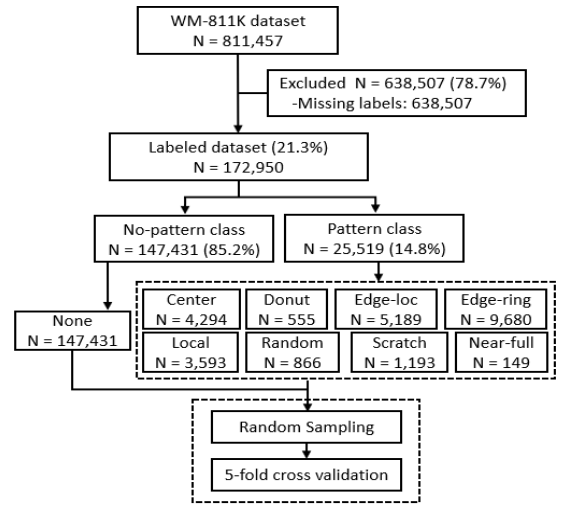 WM-811K dataset
N = 811,457
Excluded N = 638,507 (78.7%)
-Missing labels: 638,507
Labeled dataset (21.3%)
N = 172,950
No-pattern class
N = 147,431 (85.2%)
Pattern class
N = 25,519 (14.8%)
None
N = 147,431
Center
N = 4,294
Donut
N = 555
Edge-loc
N = 5,189
Edge-ring
N = 9,680
Local
N = 3,593
Random
N = 866
Scratch
N = 1,193
Near-full
N = 149
Random Sampling
5-fold cross validation